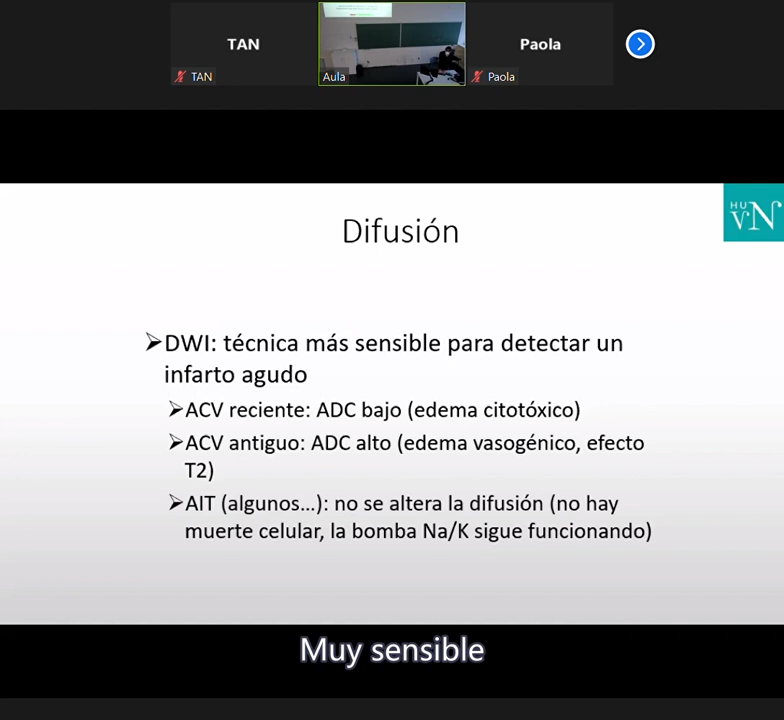 TAN
Paola
TAN
Aula
Paola
HU
VN
Difusión
➢DWI: técnica más sensible para detectar un
infarto agudo
➢ACV reciente: ADC bajo (edema citotóxico)
➢ACV antiguo: ADC alto (edema vasogénico, efecto
T2)
➢AIT (algunos...): no se altera la difusión (no hay
muerte celular, la bomba Na/K sigue funcionando)
Muy sensible